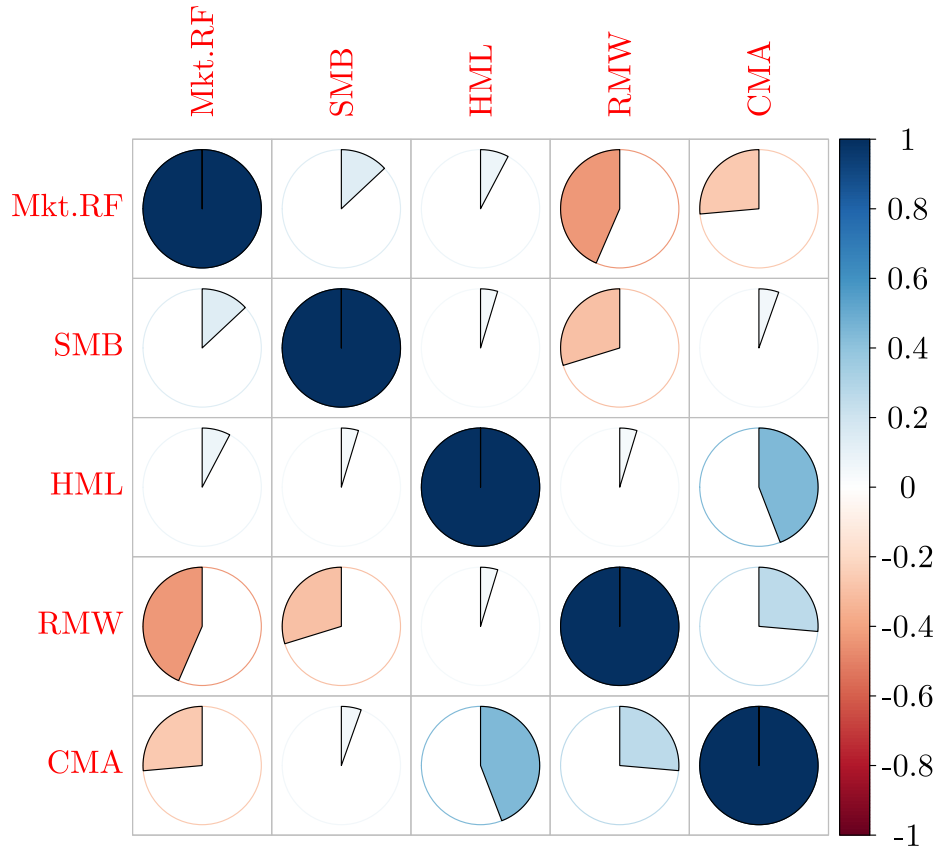 Mkt.RF
SMB
HML
RMW
CMA
Mkt.RF
SMB
HML
RMW
CMA
1
0.8
0.6
0.4
0.2
0
-0.2
-0.4
-0.6
-0.8
-1